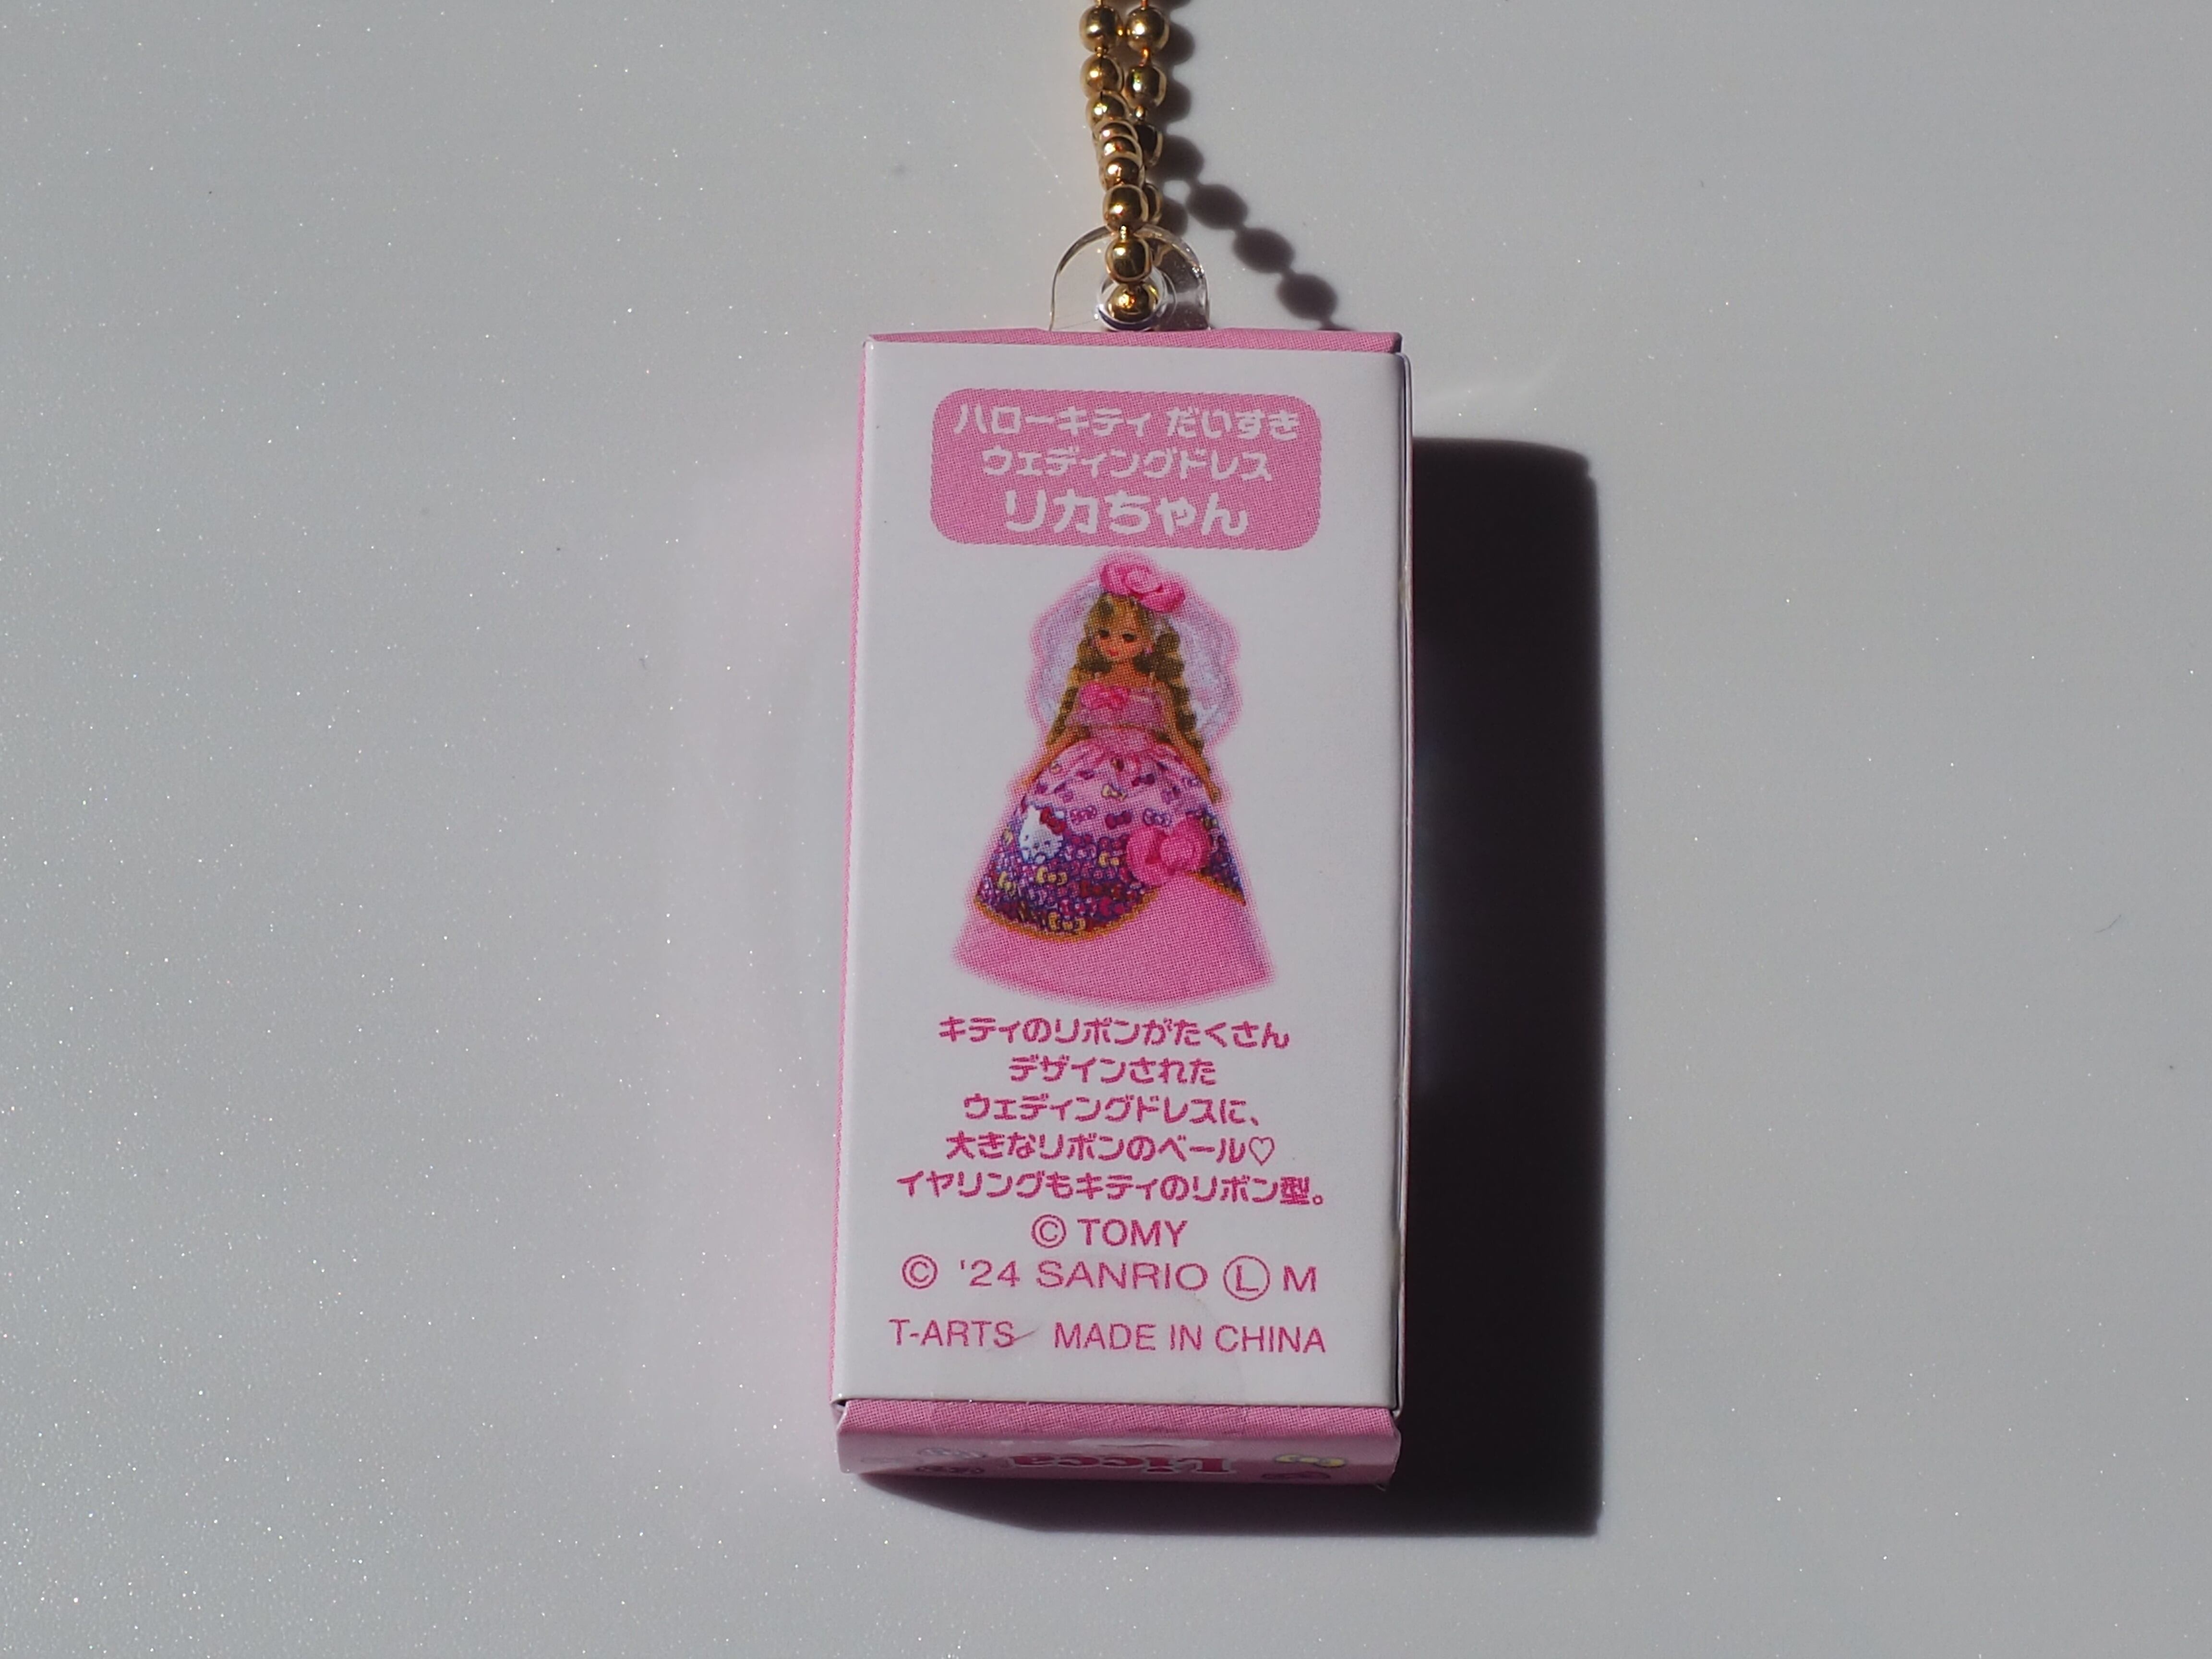 ハローキティ だいすき
ウェディングドレス
リカちゃん
キティのリボンがたくさん
デザインされた
ウェディングドレスに、
大きなリボンのベール♡
イヤリングもキティのリボン型。
© TOMY
© '24 SANRIO Ⓛ M
T-ARTS MADE IN CHINA
Licca